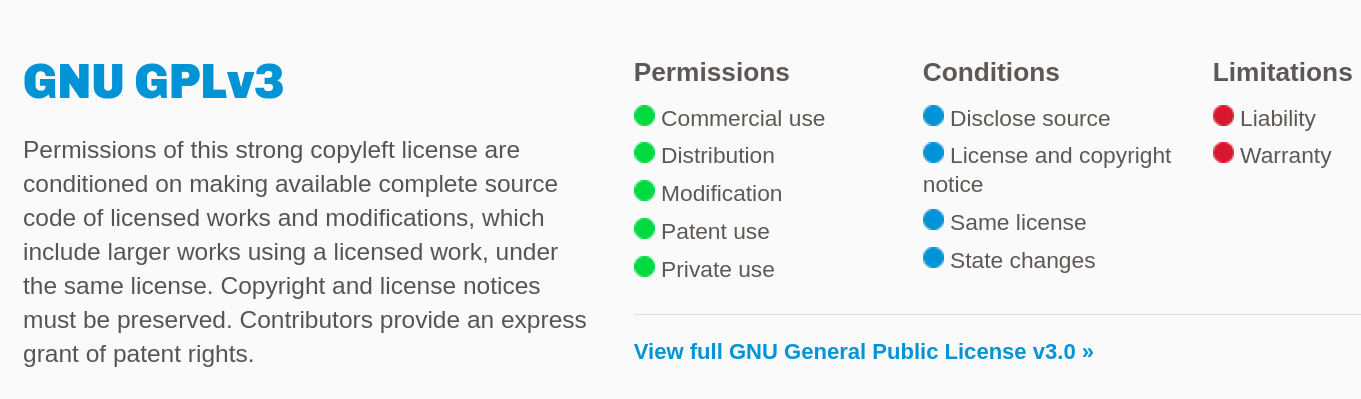 GNU GPLv3
Permissions of this strong copyleft license are
conditioned on making available complete source
code of licensed works and modifications, which
include larger works using a licensed work, under
the same license. Copyright and license notices
must be preserved. Contributors provide an express
grant of patent rights.
Permissions
Commercial use
Distribution
Modification
Patent use
Private use
Conditions
Disclose source
License and copyright
notice
Same license
State changes
Limitations
Liability
Warranty
View full GNU General Public License v3.0 »